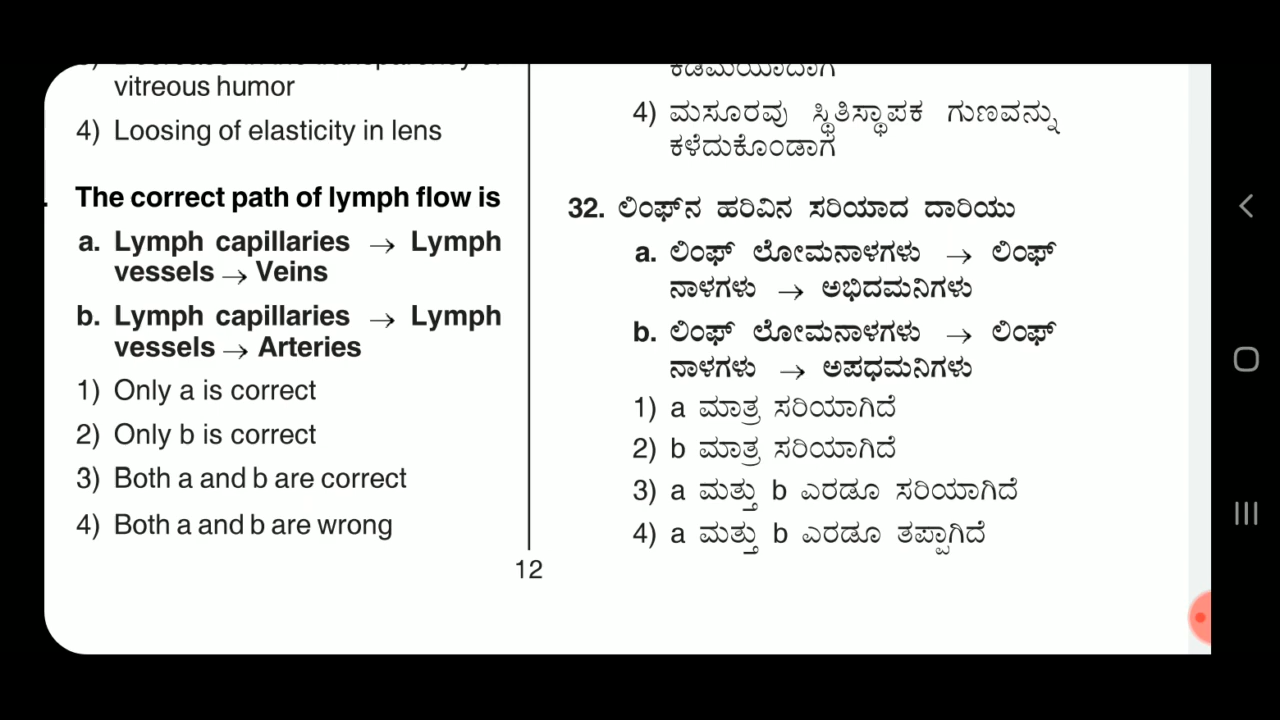 vitreous humor
4) Loosing of elasticity in lens
The correct path of lymph flow is
a. Lymph capillaries → Lymph
vessels → Veins
b. Lymph capillaries → Lymph
vessels → Arteries
1) Only a is correct
2) Only b is correct
3) Both a and b are correct
4) Both a and b are wrong
4) ಮಸೂರವು ಸ್ಥಿತಿಸ್ಥಾಪಕ ಗುಣವನ್ನು
ಕಳೆದುಕೊಂಡಾಗ
32. ಲಿಂಫ್‌ನ ಹರಿವಿನ ಸರಿಯಾದ ದಾರಿಯು
a. ಲಿಂಫ್ ಲೋಮನಾಳಗಳು → ಲಿಂಫ್
ನಾಳಗಳು → ಅಭಿದಮನಿಗಳು
b. ಲಿಂಫ್ ಲೋಮನಾಳಗಳು → ಲಿಂಫ್
ನಾಳಗಳು → ಅಪಧಮನಿಗಳು
1) a ಮಾತ್ರ ಸರಿಯಾಗಿದೆ
2) b ಮಾತ್ರ ಸರಿಯಾಗಿದೆ
3) a ಮತ್ತು b ಎರಡೂ ಸರಿಯಾಗಿದೆ
4) a ಮತ್ತು b ಎರಡೂ ತಪ್ಪಾಗಿದೆ
12